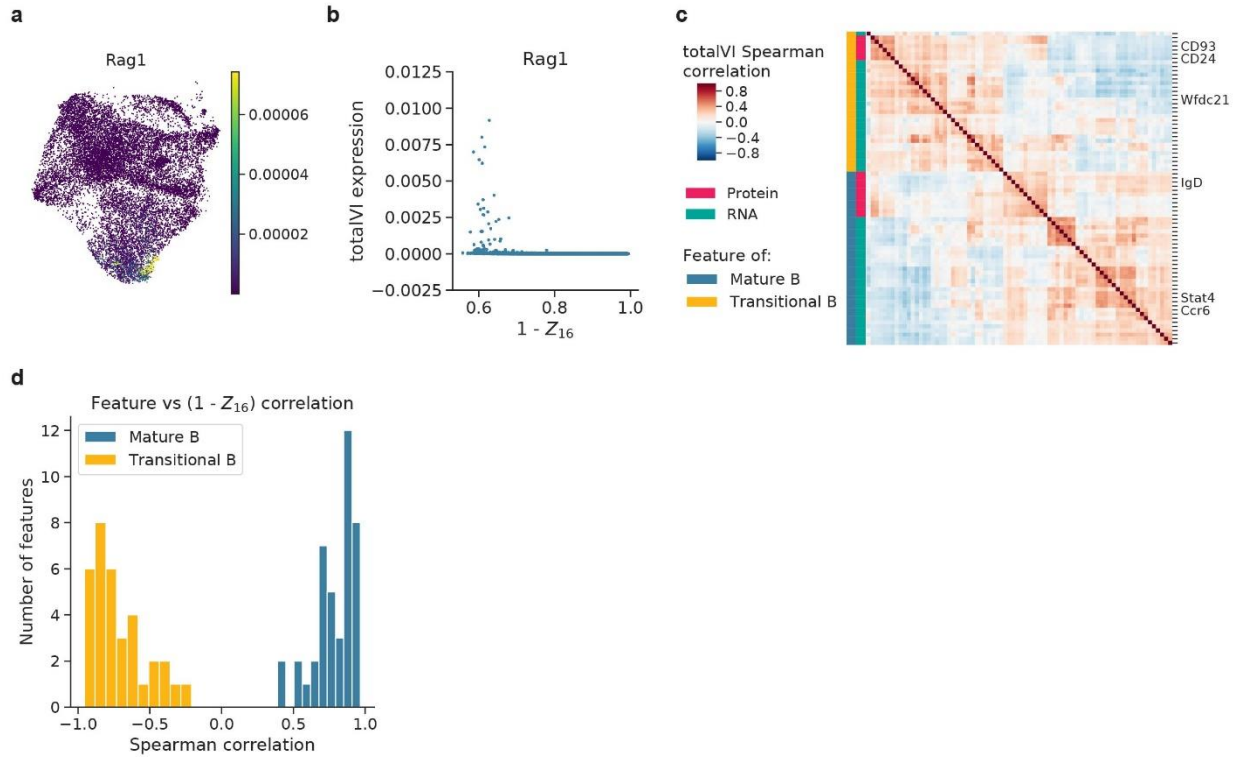 a
Rag1
0.00006
0.00004
0.00002
b
Rag1
0.0125
0.0100
0.0075
0.0050
0.0025
0.0000
−0.0025
totalVI expression
0.6
0.8
1.0
1 - Z16
c
totalVI Spearman
correlation
0.8
0.4
0.0
−0.4
−0.8
Protein
RNA
Feature of:
Mature B
Transitional B
CD93
CD24
Wfdc21
IgD
Stat4
Ccr6
d
Feature vs (1 - Z16) correlation
Mature B
Transitional B
12
10
8
6
4
2
0
Number of features
−1.0
−0.5
0.0
0.5
1.0
Spearman correlation